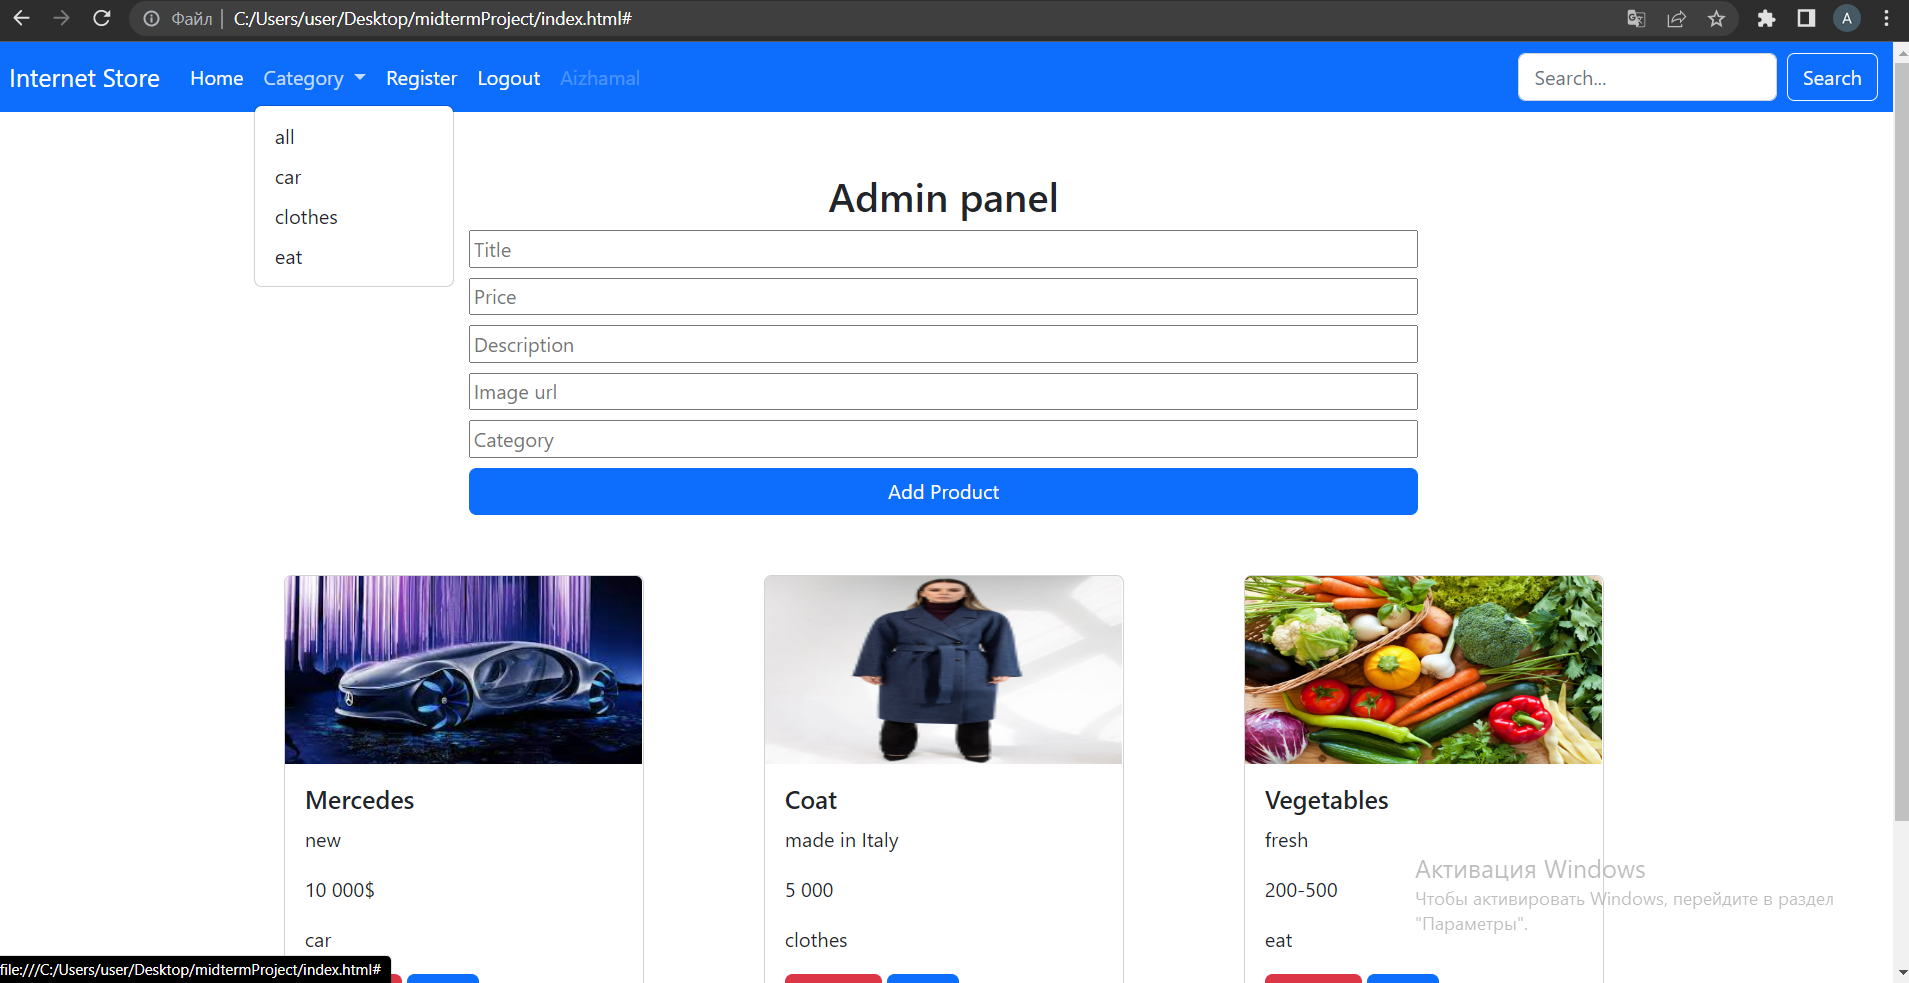 Файл | C:/Users/user/Desktop/midtermProject/index.html#
A
Internet Store Home Category Register Logout Aizhamal Search... Search
all
car
clothes
eat
Admin panel
Title
Price
Description
Image url
Category
Add Product
Mercedes
new
10 000$
car
Coat
made in Italy
5 000
clothes
Vegetables
fresh
200-500
eat
Активация Windows
Чтобы активировать Windows, перейдите в раздел
"Параметры".
file:///C:/Users/user/Desktop/midtermProject/index.html#